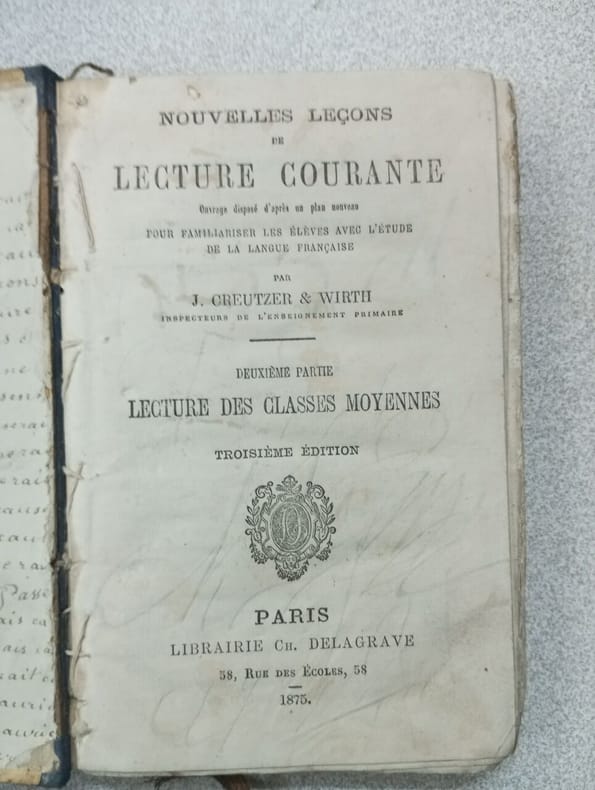 NOUVELLES LEÇONS
DE
LECTURE COURANTE
Ouvrage disposé d'après un plan nouveau
POUR FAMILIARISER LES ÉLÈVES AVEC L'ÉTUDE
DE LA LANGUE FRANÇAISE
PAR
J. CREUTZER & WIRTH
INSPECTEURS DE L'ENSEIGNEMENT PRIMAIRE
DEUXIÈME PARTIE
LECTURE DES CLASSES MOYENNES
TROISIÈME ÉDITION
PARIS
LIBRAIRIE CH. DELAGRAVE
58, RUE DES ÉCOLES, 58
1875.